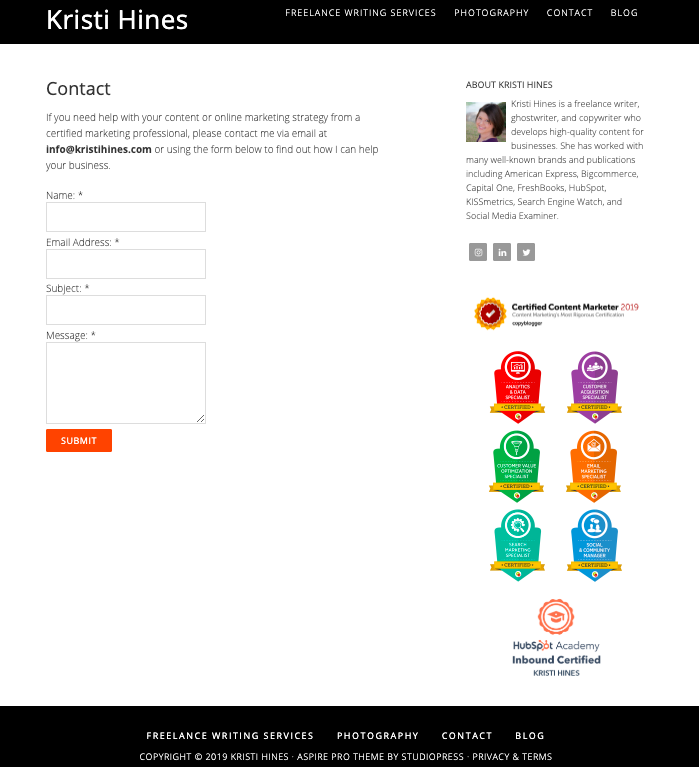 Kristi Hines
FREELANCE WRITING SERVICES PHOTOGRAPHY CONTACT BLOG
Contact
If you need help with your content or online marketing strategy from a
certified marketing professional, please contact me via email at
info@kristihines.com or using the form below to find out how I can help
your business.
Name: *
Email Address: *
Subject: *
Message: *
SUBMIT
ABOUT KRISTI HINES
Kristi Hines is a freelance writer,
ghostwriter, and copywriter who
develops high-quality content for
businesses. She has worked with
many well-known brands and publications
including American Express, Bigcommerce,
Capital One, FreshBooks, HubSpot,
KISSmetrics, Search Engine Watch, and
Social Media Examiner.
Certified Content Marketer 2019
Content Marketing's Most Rigorous Certification
copyblogger
ANALYTICS
& DATA
SPECIALIST
CERTIFIED
CUSTOMER
ACQUISITION
SPECIALIST
CERTIFIED
CUSTOMER VALUE
OPTIMIZATION
SPECIALIST
CERTIFIED
EMAIL
MARKETING
SPECIALIST
CERTIFIED
SEARCH
MARKETING
SPECIALIST
CERTIFIED
SOCIAL
& COMMUNITY
MANAGER
CERTIFIED
HubSpot Academy
Inbound Certified
KRISTI HINES
FREELANCE WRITING SERVICES PHOTOGRAPHY CONTACT BLOG
COPYRIGHT © 2019 KRISTI HINES · ASPIRE PRO THEME BY STUDIOPRESS · PRIVACY & TERMS